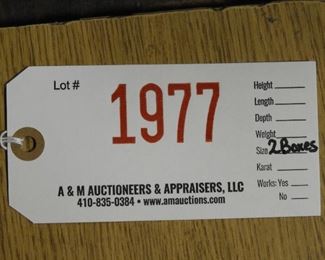 Lot #
1977
Height
Length
Depth
Weight
Size 2 Boxes
Karat
Works: Yes
No
A & M AUCTIONEERS & APPRAISERS, LLC
410-835-0384 • www.amauctions.com